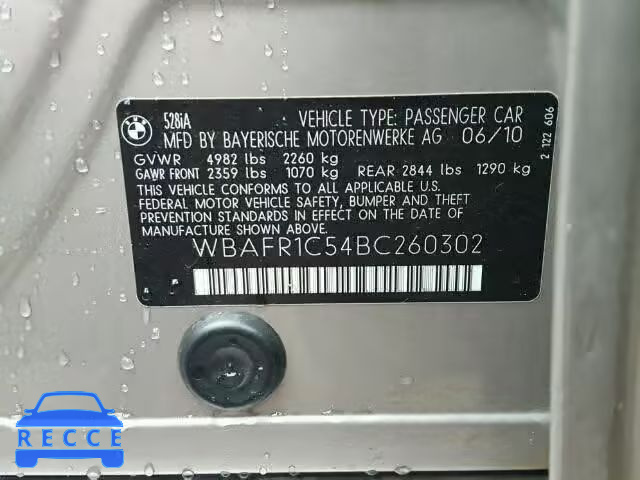 BMW
528iA
VEHICLE TYPE: PASSENGER CAR
MFD BY BAYERISCHE MOTORENWERKE AG 06/10
GVWR 4982 lbs 2260 kg
GAWR FRONT 2359 lbs 1070 kg REAR 2844 lbs 1290 kg
THIS VEHICLE CONFORMS TO ALL APPLICABLE U.S.
FEDERAL MOTOR VEHICLE SAFETY, BUMPER AND THEFT
PREVENTION STANDARDS IN EFFECT ON THE DATE OF
MANUFACTURE SHOWN ABOVE.
WBAFR1C54BC260302
2 122 606
RECCE